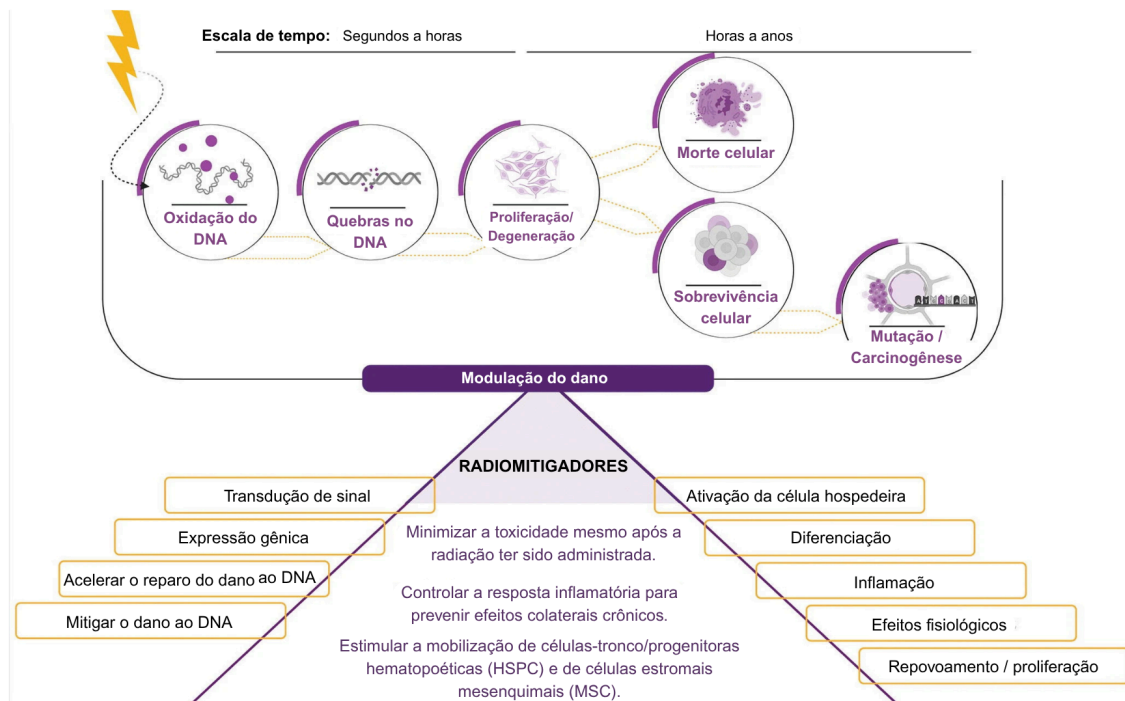 Escala de tempo: Segundos a horas
Horas a anos
Morte celular
Oxidação do
DNA
Quebras no
DNA
Proliferação/
Degeneração
Sobrevivência
celular
Mutação /
Carcinogênese
Modulação do dano
RADIOMITIGADORES
Transdução de sinal
Expressão gênica
Acelerar o reparo do dano ao DNA
Mitigar o dano ao DNA
Minimizar a toxicidade mesmo após a
radiação ter sido administrada.
Controlar a resposta inflamatória para
prevenir efeitos colaterais crônicos.
Estimular a mobilização de células-tronco/progenitoras
hematopoéticas (HSPC) e de células estromais
mesenquimais (MSC).
Ativação da célula hospedeira
Diferenciação
Inflamação
Efeitos fisiológicos
Repovoamento / proliferação